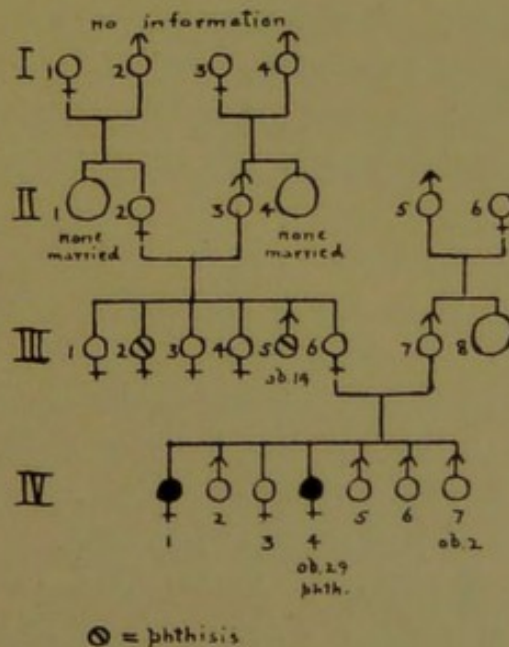 no information
I 1 2 3 4
II 1 2 3 4 5 6
none married none married
III 1 2 3 4 5 6 7 8
ob.19
IV
1 2 3 4 5 6 7
ob.29 ob.2
phth.
= phthisis